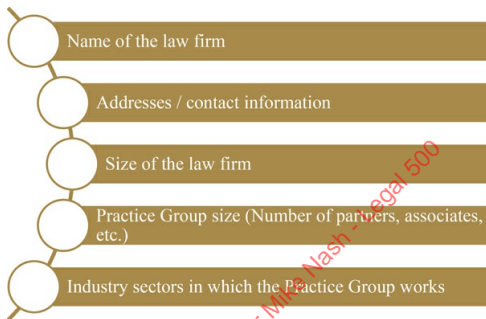 Name of the law firm
Addresses / contact information
Size of the law firm
Practice Group size (Number of partners, associates,
etc.)
Industry sectors in which the Practice Group works
Mike Nash - Legal 500